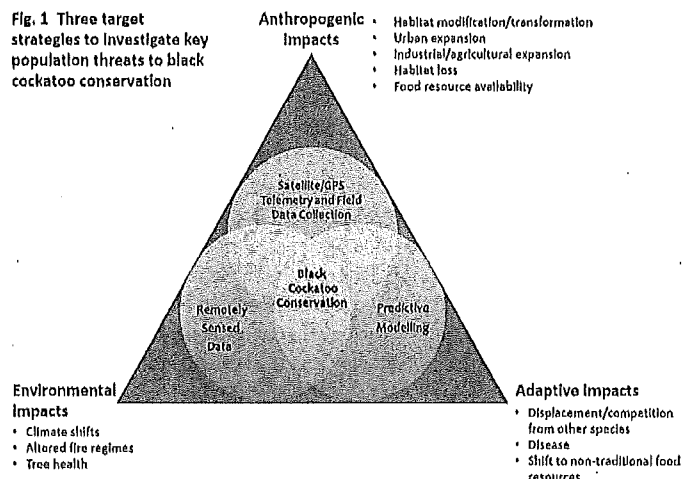 Fig. 1 Three target
strategies to investigate key
population threats to black
cockatoo conservation
Anthropogenic
Impacts
• Habitat modification/transformation
• Urban expansion
• Industrial/agricultural expansion
• Habitat loss
• Food resource availability
Satellite/GPS
Telemetry and Field
Data Collection
Black
Cockatoo
Conservation
Remotely
Sensed
Data
Predictive
Modelling
Environmental
Impacts
• Climate shifts
• Altered fire regimes
• Tree health
Adaptive Impacts
• Displacement/competition
from other species
• Disease
• Shift to non-traditional food
resources